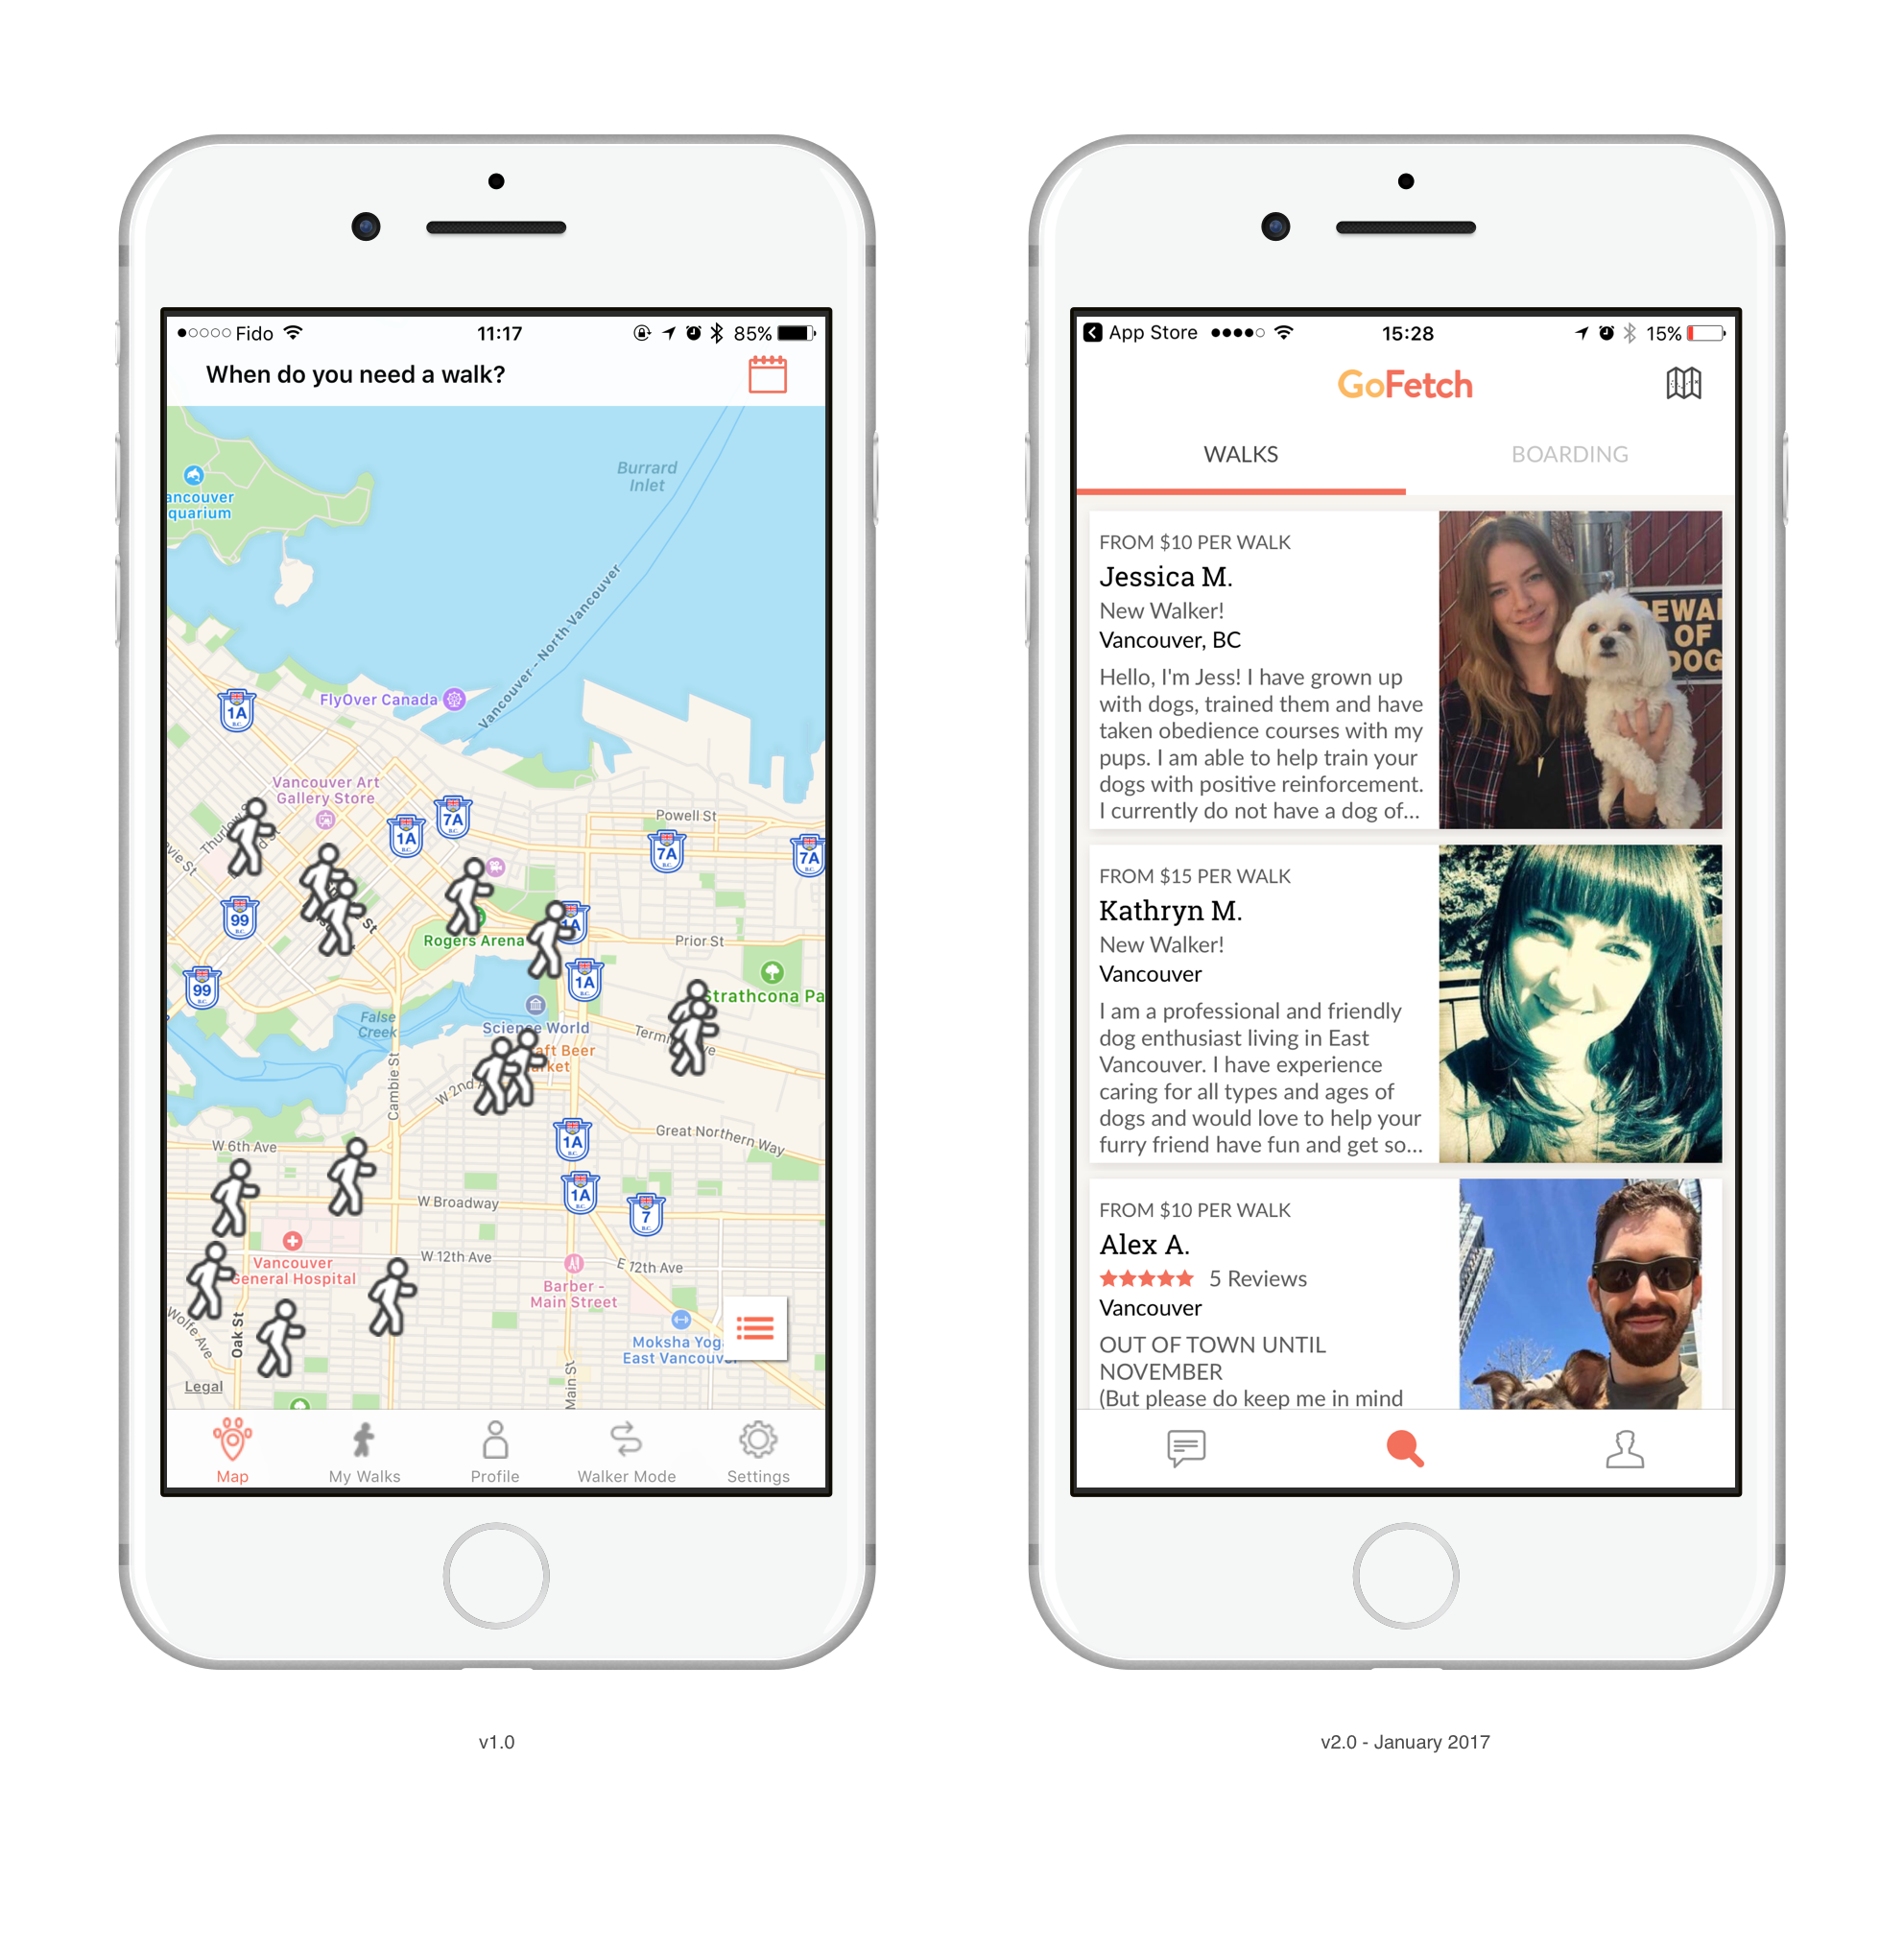 Fido 11:17 85%
When do you need a walk?
Burrard
Inlet
ancouver
quarium
Vancouver - North Vancouver
FlyOver Canada
1A
B.C.
Vancouver Art
Gallery Store
7A
B.C.
1A
B.C.
Powell St
7A
B.C.
7A
Thurlow
vie St
99
B.C.
1A
Rogers Arena
Prior St
99
B.C.
1A
B.C.
Strathcona Pa
False
Creek
Science World
aft Beer
arket
Cambie St
W 2nd A
1A
B.C.
Great Northern Way
W 6th Ave
1A
B.C.
W Broadway
7
B.C.
Vancouver
General Hospital
W 12th Ave
E 12th Ave
Barber -
Main Street
Wolfe Ave
Oak St
Main St
Moksha Yog
East Vancouv
Legal
Map My Walks Profile Walker Mode Settings
v1.0
App Store 15:28 15%
GoFetch
WALKS BOARDING
FROM $10 PER WALK
Jessica M.
New Walker!
Vancouver, BC
Hello, I'm Jess! I have grown up
with dogs, trained them and have
taken obedience courses with my
pups. I am able to help train your
dogs with positive reinforcement.
I currently do not have a dog of...
EWA
OF
DOG
FROM $15 PER WALK
Kathryn M.
New Walker!
Vancouver
I am a professional and friendly
dog enthusiast living in East
Vancouver. I have experience
caring for all types and ages of
dogs and would love to help your
furry friend have fun and get so...
FROM $10 PER WALK
Alex A.
5 Reviews
Vancouver
OUT OF TOWN UNTIL
NOVEMBER
(But please do keep me in mind
v2.0 - January 2017